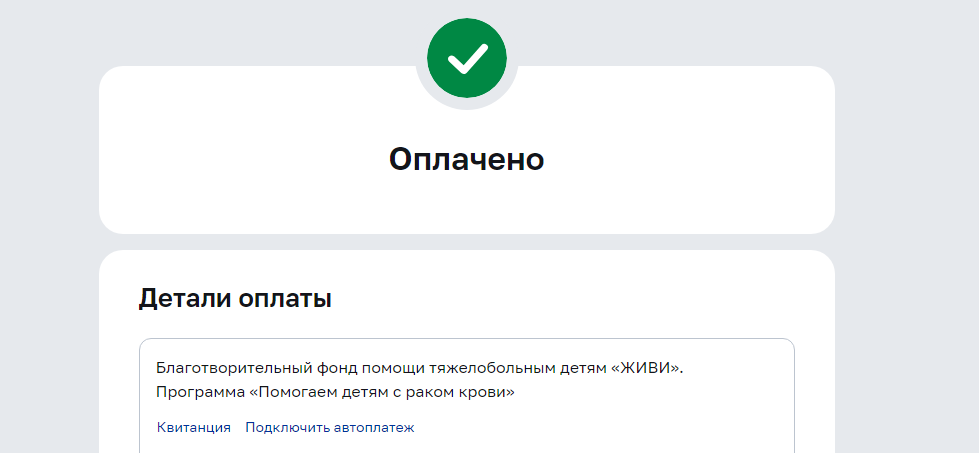 Оплачено
Детали оплаты
Благотворительный фонд помощи тяжелобольным детям «ЖИВИ».
Программа «Помогаем детям с раком крови»
Квитанция Подключить автоплатеж